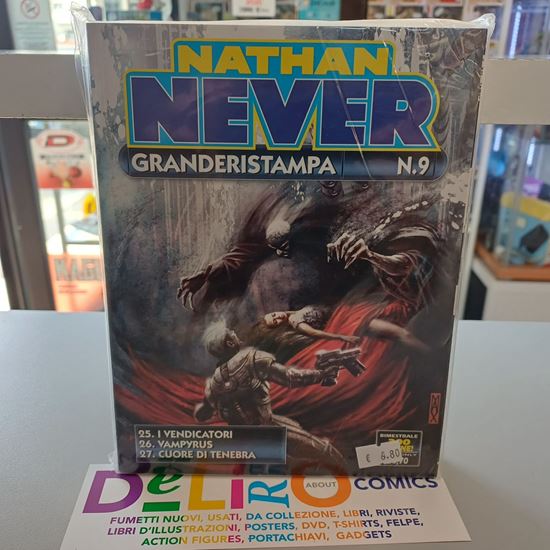 NATHAN
NEVER
GRANDERISTAMPA N.9
MAX
25. I VENDICATORI
26. VAMPYRUS
27. CUORE DI TENEBRA
BIMESTRALE
€ 6.80
DeLiRO ABOUT COMICS
FUMETTI NUOVI, USATI, DA COLLEZIONE, LIBRI, RIVISTE,
LIBRI D'ILLUSTRAZIONI, POSTERS, DVD, T-SHIRTS, FELPE,
ACTION FIGURES, PORTACHIAVI, GADGETS